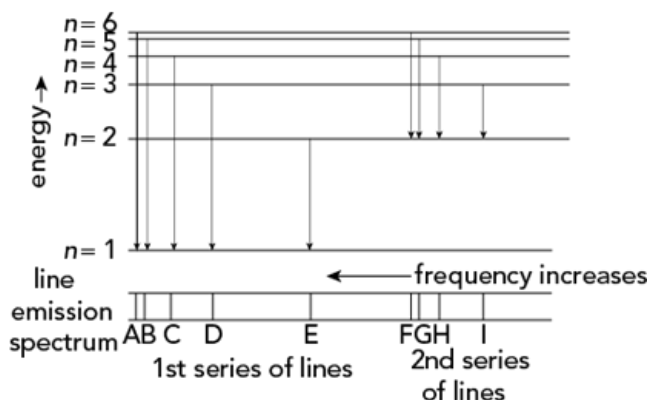 n= 6
n= 5
n= 4
energy→
n= 3
n= 2
n= 1
line
emission
spectrum
←frequency increases
A B C D E F G H I
1st series of lines
2nd series
of lines